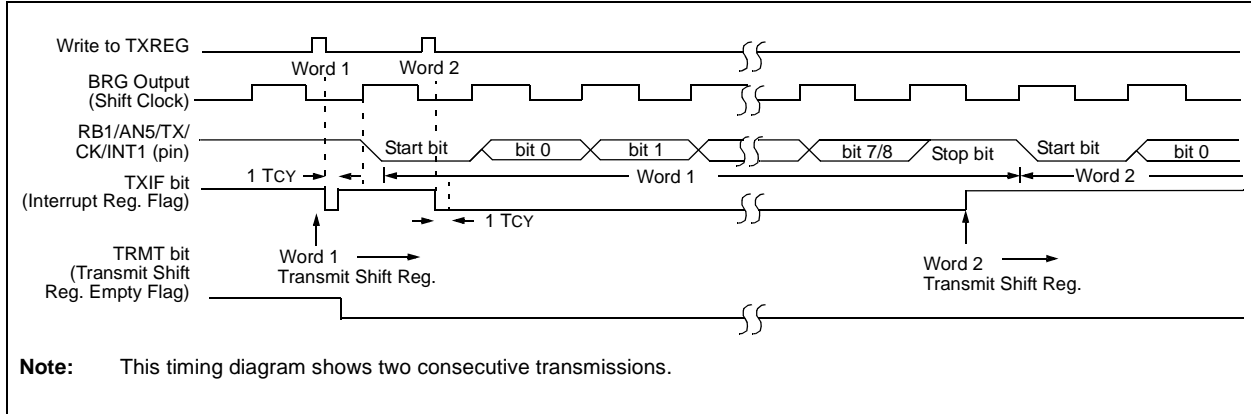 Write to TXREG
Word 1
Word 2
BRG Output
(Shift Clock)
RB1/AN5/TX/
CK/INT1 (pin)
Start bit
bit 0
bit 1
bit 7/8
Stop bit
Start bit
bit 0
1 TCY
Word 1
Word 2
TXIF bit
(Interrupt Reg. Flag)
1 TCY
Word 1
Transmit Shift Reg.
Word 2
Transmit Shift Reg.
TRMT bit
(Transmit Shift
Reg. Empty Flag)
Note: This timing diagram shows two consecutive transmissions.